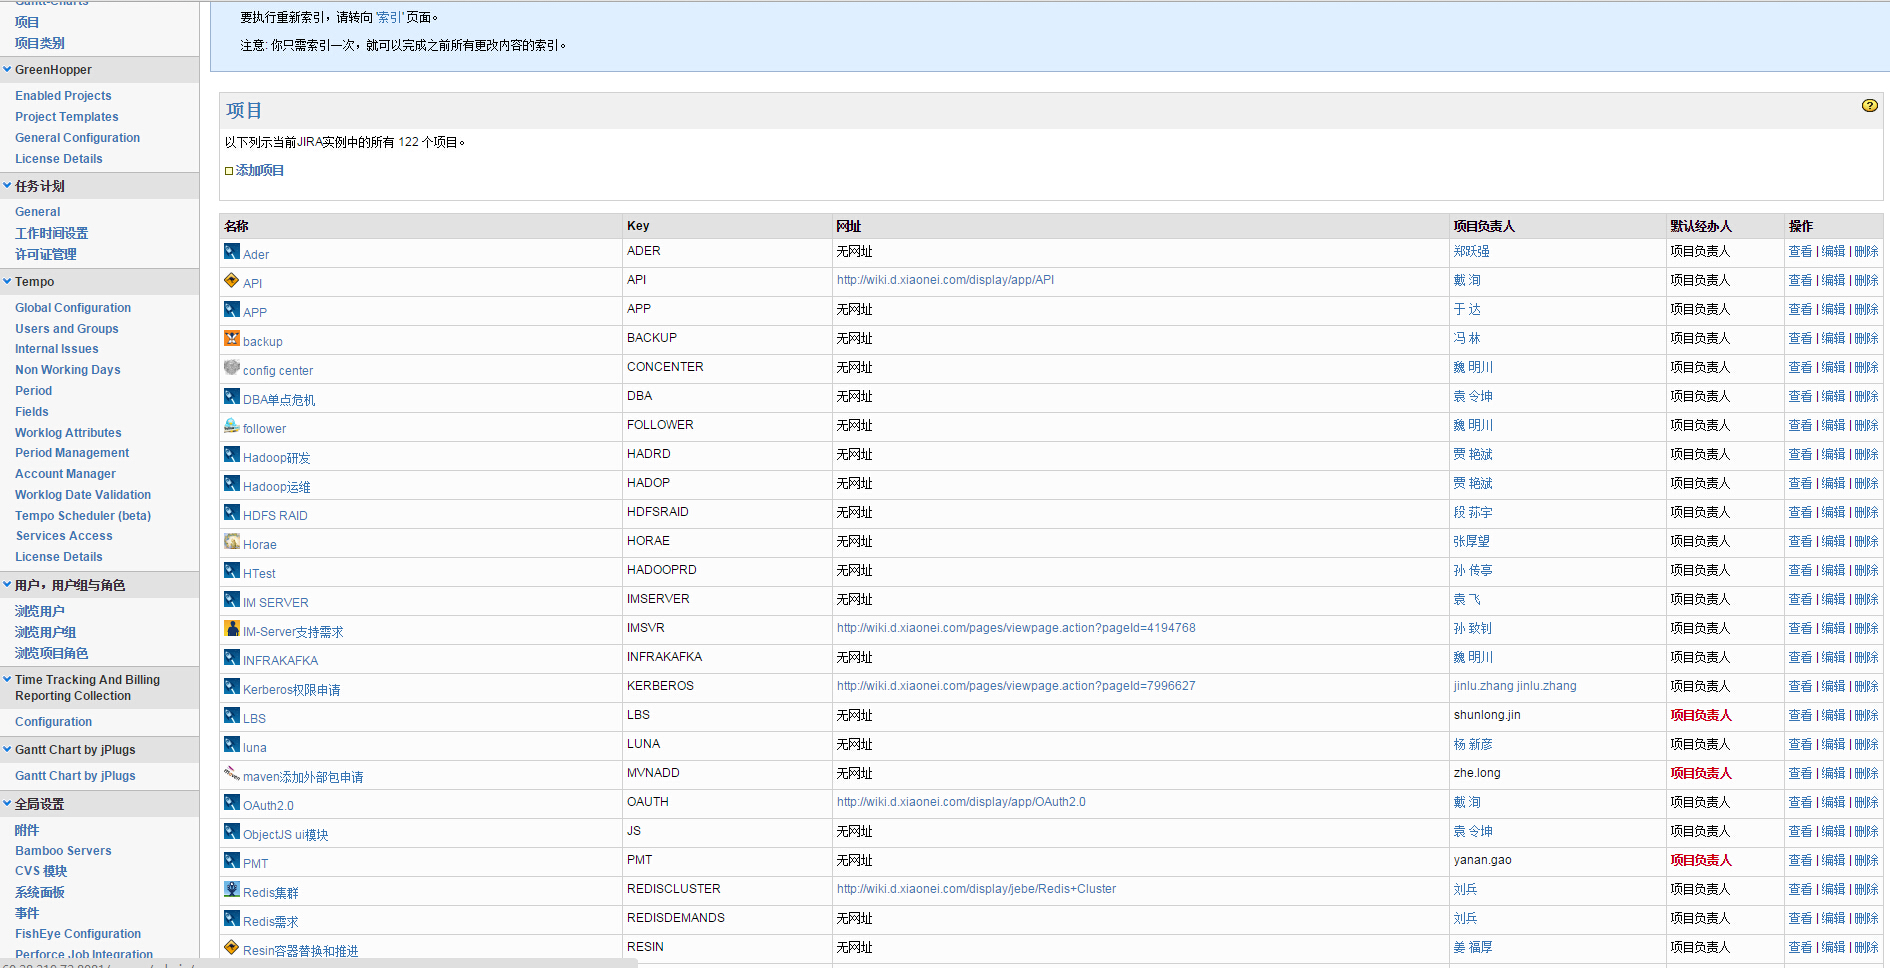 Gantt-Charts
项目
项目类别
GreenHopper
Enabled Projects
Project Templates
General Configuration
License Details
任务计划
General
工作时间设置
许可证管理
Tempo
Global Configuration
Users and Groups
Internal Issues
Non Working Days
Period
Fields
Worklog Attributes
Period Management
Account Manager
Worklog Date Validation
Tempo Scheduler (beta)
Services Access
License Details
用户，用户组与角色
浏览用户
浏览用户组
浏览项目角色
Time Tracking And Billing
Reporting Collection
Configuration
Gantt Chart by jPlugs
Gantt Chart by jPlugs
全局设置
附件
Bamboo Servers
CVS 模块
系统面板
事件
FishEye Configuration
Perforce Job Integration
要执行重新索引，请转向 '索引' 页面。
注意: 你只需索引一次，就可以完成之前所有更改内容的索引。
项目
以下列示当前JIRA实例中的所有 122 个项目。
添加项目
名称 Key 网址 项目负责人 默认经办人 操作
Ader ADER 无网址 郑跃强 项目负责人 查看 | 编辑 | 删除
API API http://wiki.d.xiaonei.com/display/app/API 戴 洵 项目负责人 查看 | 编辑 | 删除
APP APP 无网址 于 达 项目负责人 查看 | 编辑 | 删除
backup BACKUP 无网址 冯 林 项目负责人 查看 | 编辑 | 删除
config center CONCENTER 无网址 魏 明川 项目负责人 查看 | 编辑 | 删除
DBA单点危机 DBA 无网址 袁 令坤 项目负责人 查看 | 编辑 | 删除
follower FOLLOWER 无网址 魏 明川 项目负责人 查看 | 编辑 | 删除
Hadoop研发 HADRD 无网址 贾 艳斌 项目负责人 查看 | 编辑 | 删除
Hadoop运维 HADOP 无网址 贾 艳斌 项目负责人 查看 | 编辑 | 删除
HDFS RAID HDFSRAID 无网址 段 荪宇 项目负责人 查看 | 编辑 | 删除
Horae HORAE 无网址 张厚望 项目负责人 查看 | 编辑 | 删除
HTest HADOOPRD 无网址 孙 传亭 项目负责人 查看 | 编辑 | 删除
IM SERVER IMSERVER 无网址 袁 飞 项目负责人 查看 | 编辑 | 删除
IM-Server支持需求 IMSVR http://wiki.d.xiaonei.com/pages/viewpage.action?pageId=4194768 孙 致钊 项目负责人 查看 | 编辑 | 删除
INFRAKAFKA INFRAKAFKA 无网址 魏 明川 项目负责人 查看 | 编辑 | 删除
Kerberos权限申请 KERBEROS http://wiki.d.xiaonei.com/pages/viewpage.action?pageId=7996627 jinlu.zhang jinlu.zhang 项目负责人 查看 | 编辑 | 删除
LBS LBS 无网址 shunlong.jin 项目负责人 查看 | 编辑 | 删除
luna LUNA 无网址 杨 新彦 项目负责人 查看 | 编辑 | 删除
maven添加外部包申请 MVNADD 无网址 zhe.long 项目负责人 查看 | 编辑 | 删除
OAuth2.0 OAUTH http://wiki.d.xiaonei.com/display/app/OAuth2.0 戴 洵 项目负责人 查看 | 编辑 | 删除
ObjectJS ui模块 JS 无网址 袁 令坤 项目负责人 查看 | 编辑 | 删除
PMT PMT 无网址 yanan.gao 项目负责人 查看 | 编辑 | 删除
Redis集群 REDISCLUSTER http://wiki.d.xiaonei.com/display/jebe/Redis+Cluster 刘兵 项目负责人 查看 | 编辑 | 删除
Redis需求 REDISDEMANDS 无网址 刘兵 项目负责人 查看 | 编辑 | 删除
Resin容器替换和推进 RESIN 无网址 姜 福厚 项目负责人 查看 | 编辑 | 删除